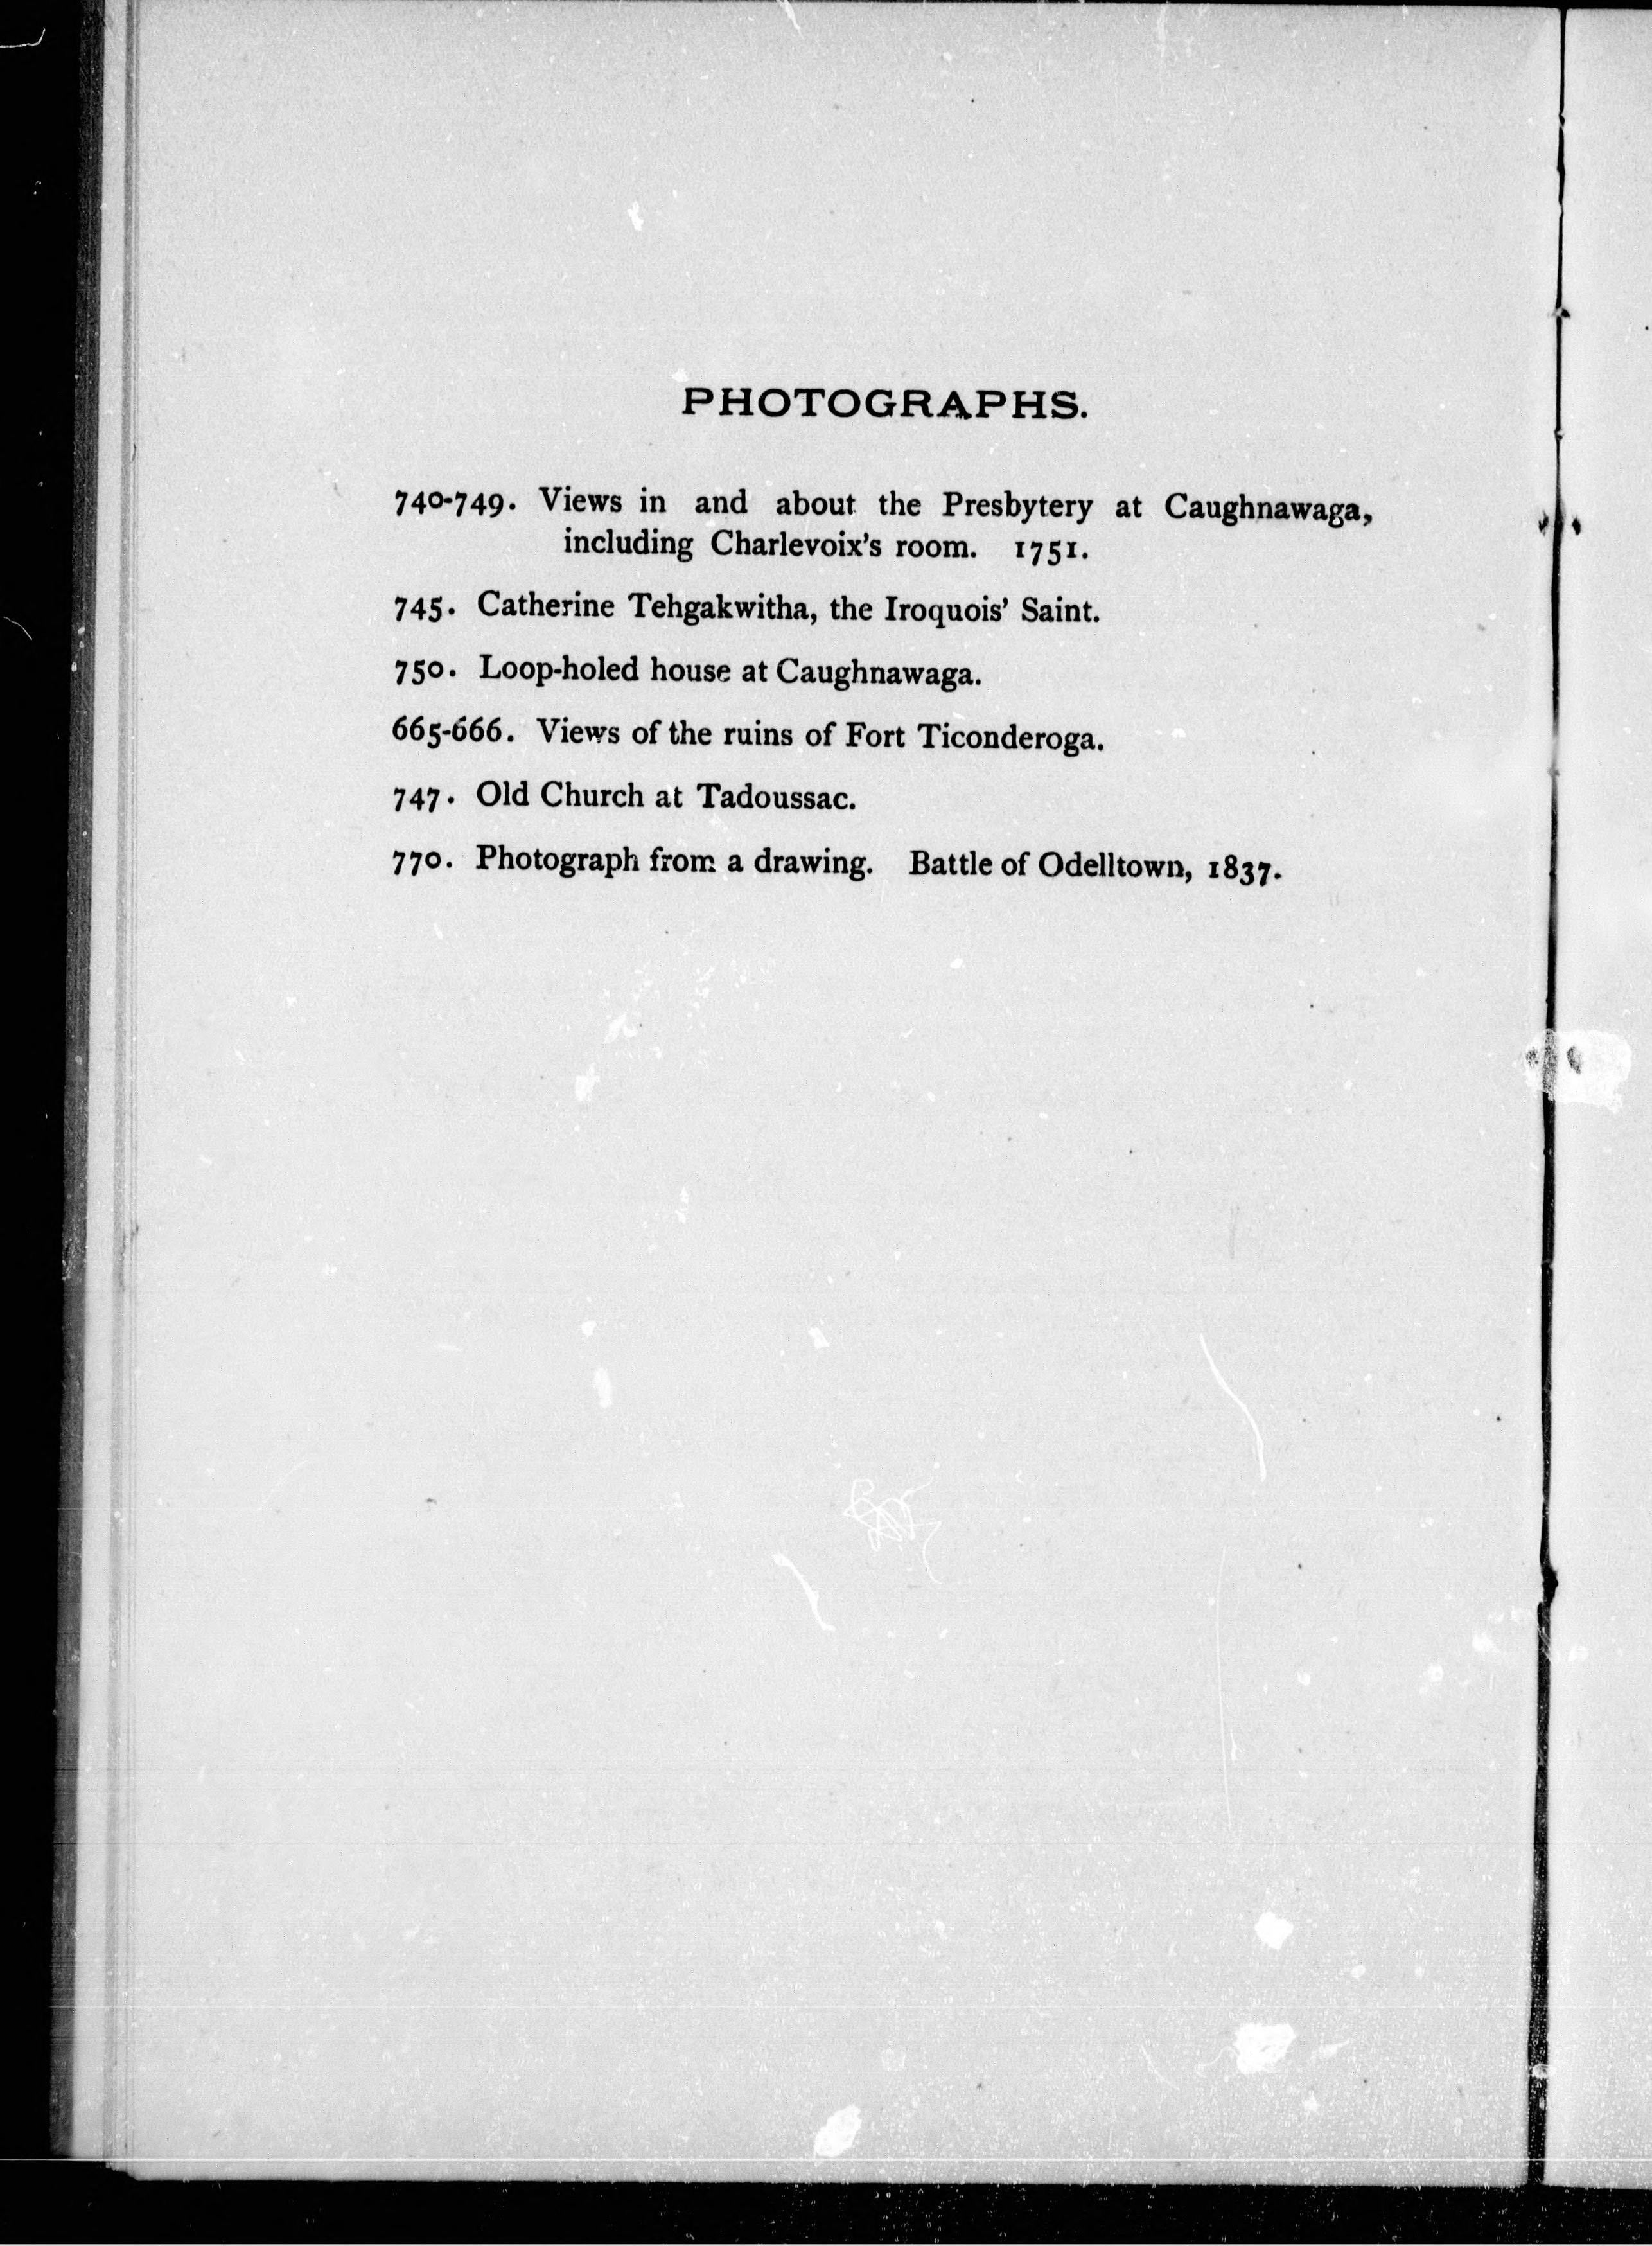 PHOTOGRAPHS.
740-749. Views in and about the Presbytery at Caughnawaga,
including Charlevoix's room. 1751.
745. Catherine Tehgakwitha, the Iroquois' Saint.
750. Loop-holed house at Caughnawaga.
665-666. Views of the ruins of Fort Ticonderoga.
747. Old Church at Tadoussac.
770. Photograph from a drawing. Battle of Odelltown, 1837.